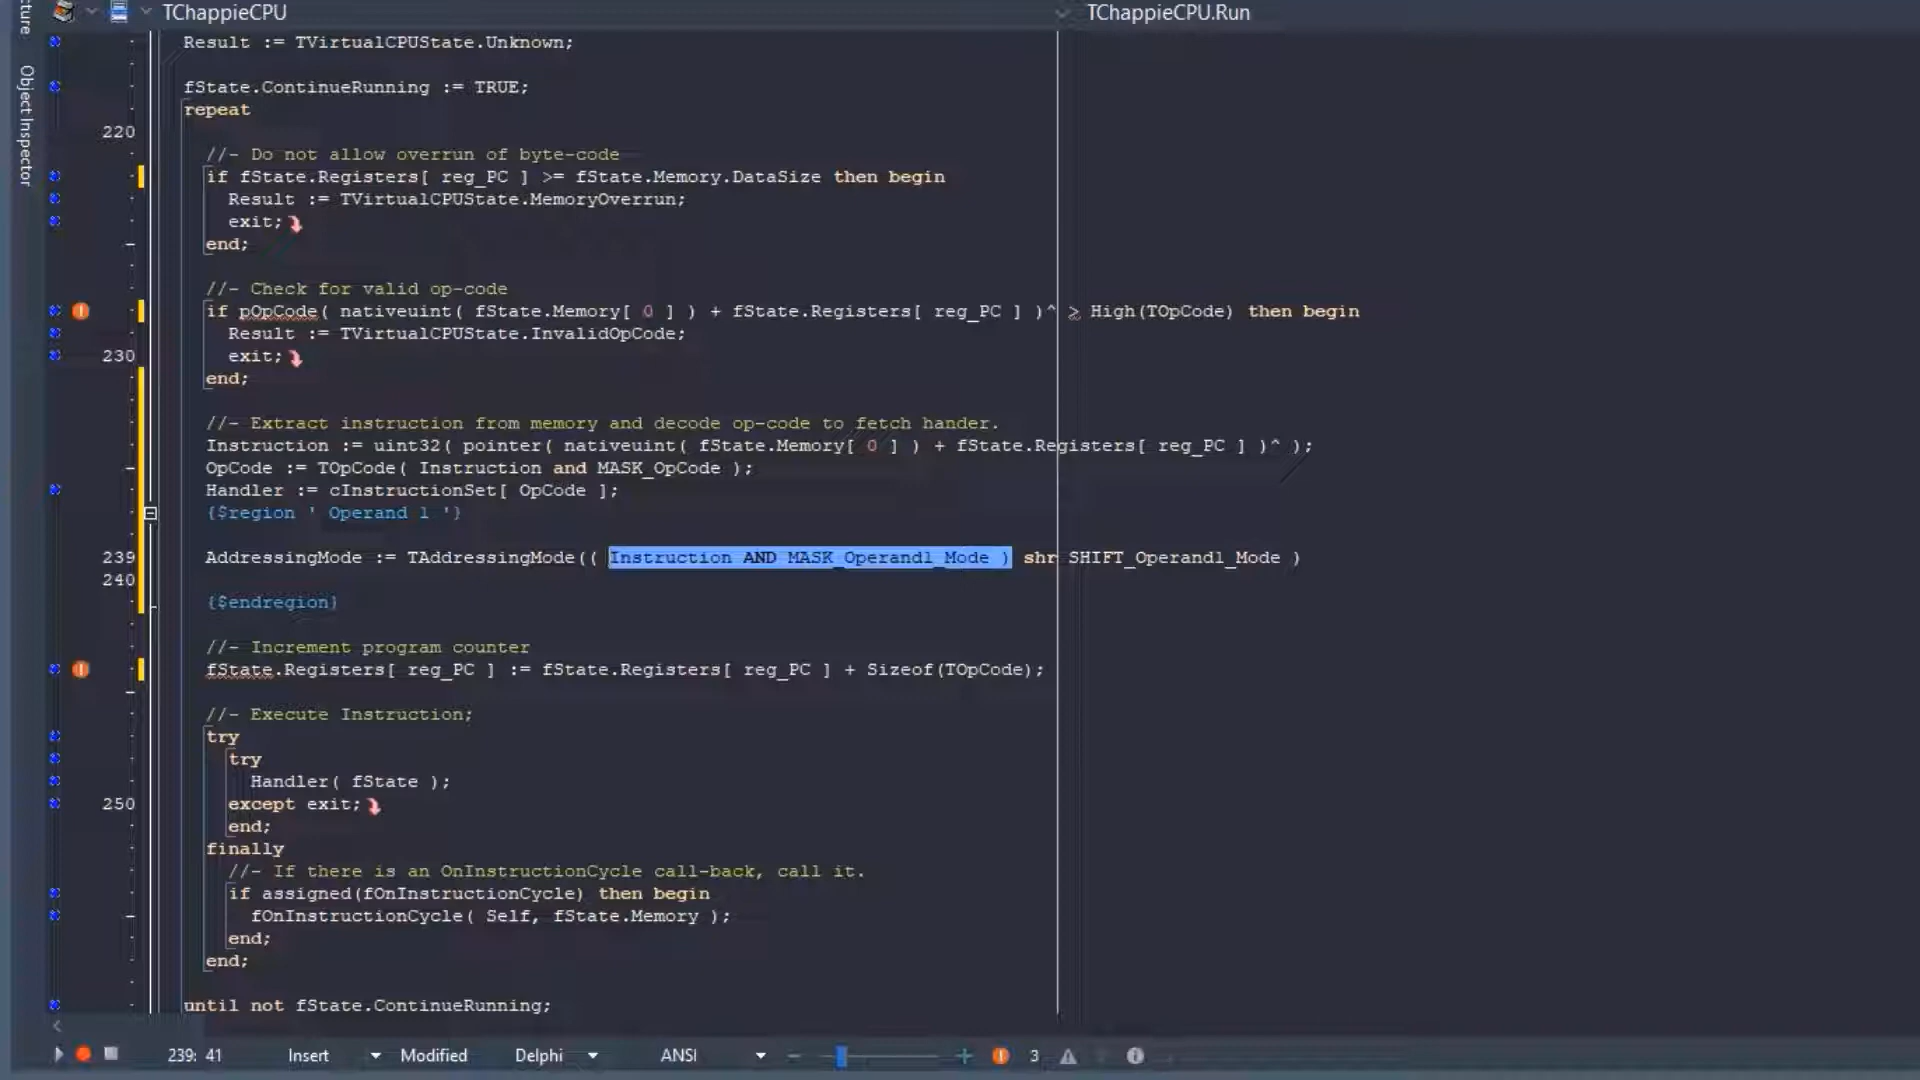 cture
Object Inspector
TChappieCPU
TChappieCPU.Run
Result := TVirtualCPUState.Unknown;
fState.ContinueRunning := TRUE;
repeat
220
//- Do not allow overrun of byte-code
if fState.Registers[ reg_PC ] >= fState.Memory.DataSize then begin
Result := TVirtualCPUState.MemoryOverrun;
exit;
end;
//- Check for valid op-code
if pOpCode( nativeuint( fState.Memory[ 0 ] ) + fState.Registers[ reg_PC ] )^ > High(TOpCode) then begin
Result := TVirtualCPUState.InvalidOpCode;
230 exit;
end;
//- Extract instruction from memory and decode op-code to fetch hander.
Instruction := uint32( pointer( nativeuint( fState.Memory[ 0 ] ) + fState.Registers[ reg_PC ] )^ );
OpCode := TOpCode( Instruction and MASK_OpCode );
Handler := cInstructionSet[ OpCode ];
{$region ' Operand 1 '}
239 AddressingMode := TAddressingMode(( Instruction AND MASK_Operand1_Mode ) shr SHIFT_Operand1_Mode )
240
{$endregion}
//- Increment program counter
fState.Registers[ reg_PC ] := fState.Registers[ reg_PC ] + Sizeof(TOpCode);
//- Execute Instruction;
try
try
Handler( fState );
250 except exit;
end;
finally
//- If there is an OnInstructionCycle call-back, call it.
if assigned(fOnInstructionCycle) then begin
fOnInstructionCycle( Self, fState.Memory );
end;
end;
until not fState.ContinueRunning;
239: 41 Insert Modified Delphi ANSI 3